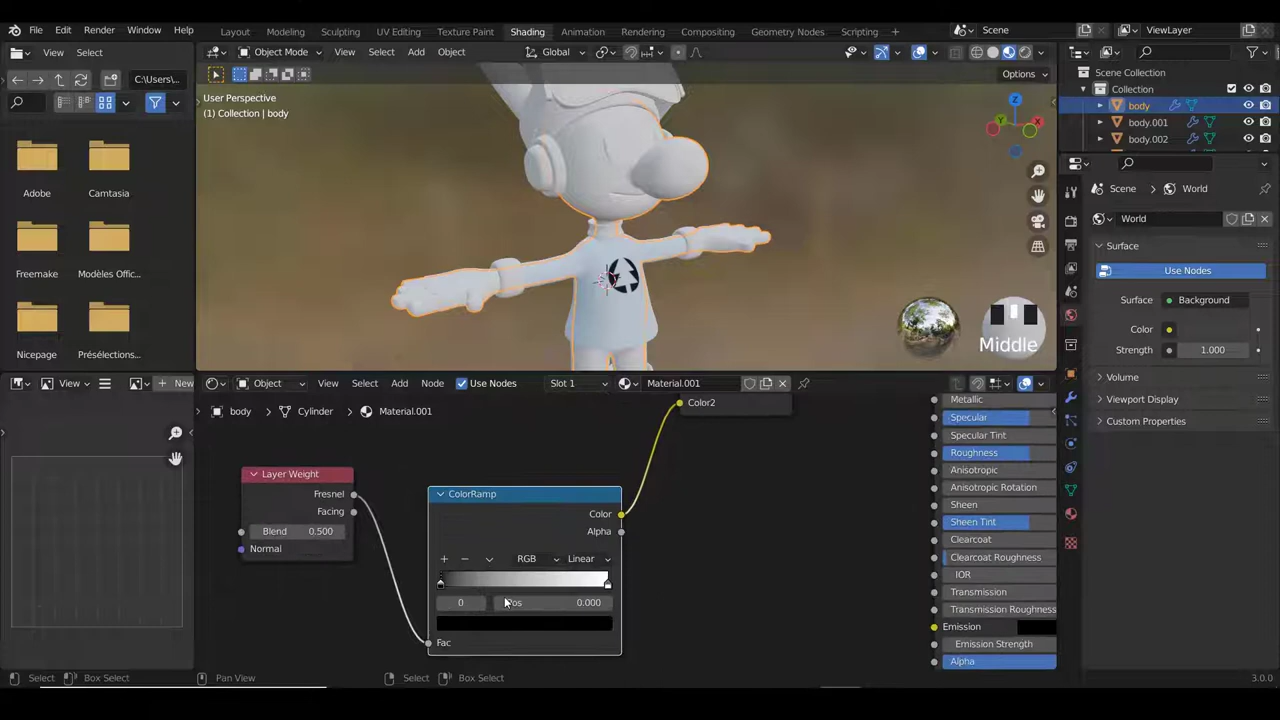 File Edit Render Window Help Layout Modeling Sculpting UV Editing Texture Paint Shading Animation Rendering Compositing Geometry Nodes Scripting Scene ViewLayer
View Select Object Mode View Select Add Object Global
C:\Users\... Options
User Perspective
(1) Collection | body
Scene Collection
Collection
body
body.001
body.002
Adobe Camtasia
Freemake Modèles Offic...
Nicepage Présélections...
Middle
Scene World
World
Surface
Use Nodes
Surface Background
Color
Strength 1.000
Volume
Viewport Display
Custom Properties
View New Object View Select Add Node Use Nodes Slot 1 Material.001
body Cylinder Material.001
Color2
Layer Weight
Fresnel
Facing
Blend 0.500
Normal
ColorRamp
Color
Alpha
RGB Linear
0 Pos 0.000
Fac
Metallic
Specular
Specular Tint
Roughness
Anisotropic
Anisotropic Rotation
Sheen
Sheen Tint
Clearcoat
Clearcoat Roughness
IOR
Transmission
Transmission Roughness
Emission
Emission Strength
Alpha
Select Box Select Pan View Select Box Select 3.0.0